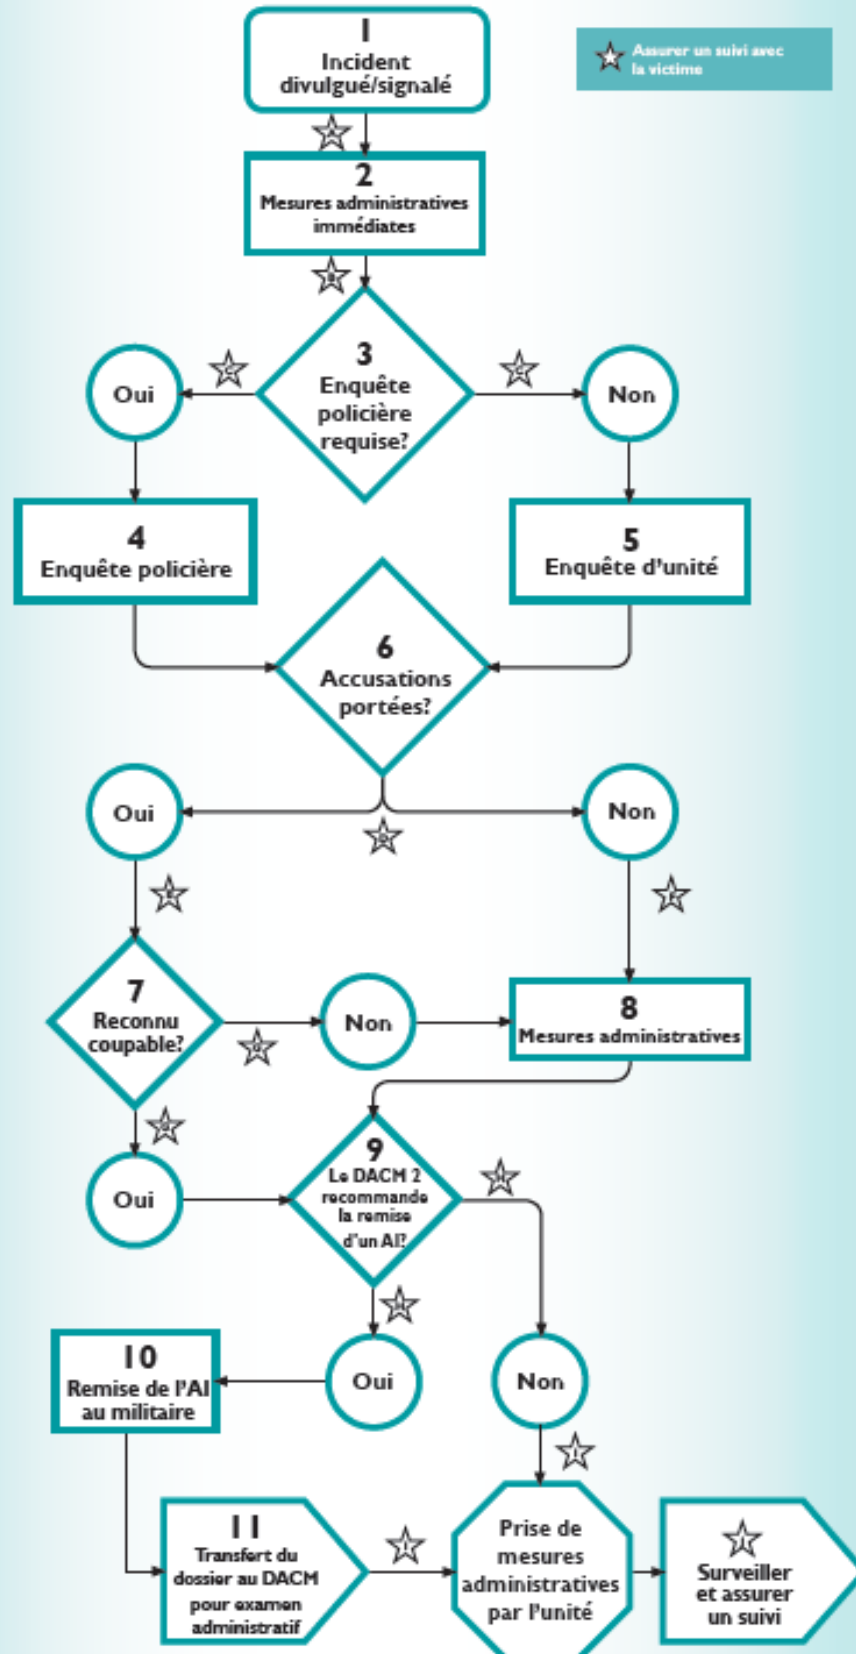 1
Incident
divulgué/signalé
Assurer un suivi avec
la victime
A
2
Mesures administratives
immédiates
B
3
Enquête
policière
requise?
C
Oui
C
Non
4
Enquête policière
5
Enquête d'unité
6
Accusations
portées?
Oui
D
Non
E
F
7
Reconnu
coupable?
G
Non
8
Mesures administratives
G
Oui
9
Le DACM 2
recommande
la remise
d'un AI?
H
H
10
Remise de l'AI
au militaire
Oui
Non
I
11
Transfert du
dossier au DACM
pour examen
administratif
I
Prise de
mesures
administratives
par l'unité
J
Surveiller
et assurer
un suivi